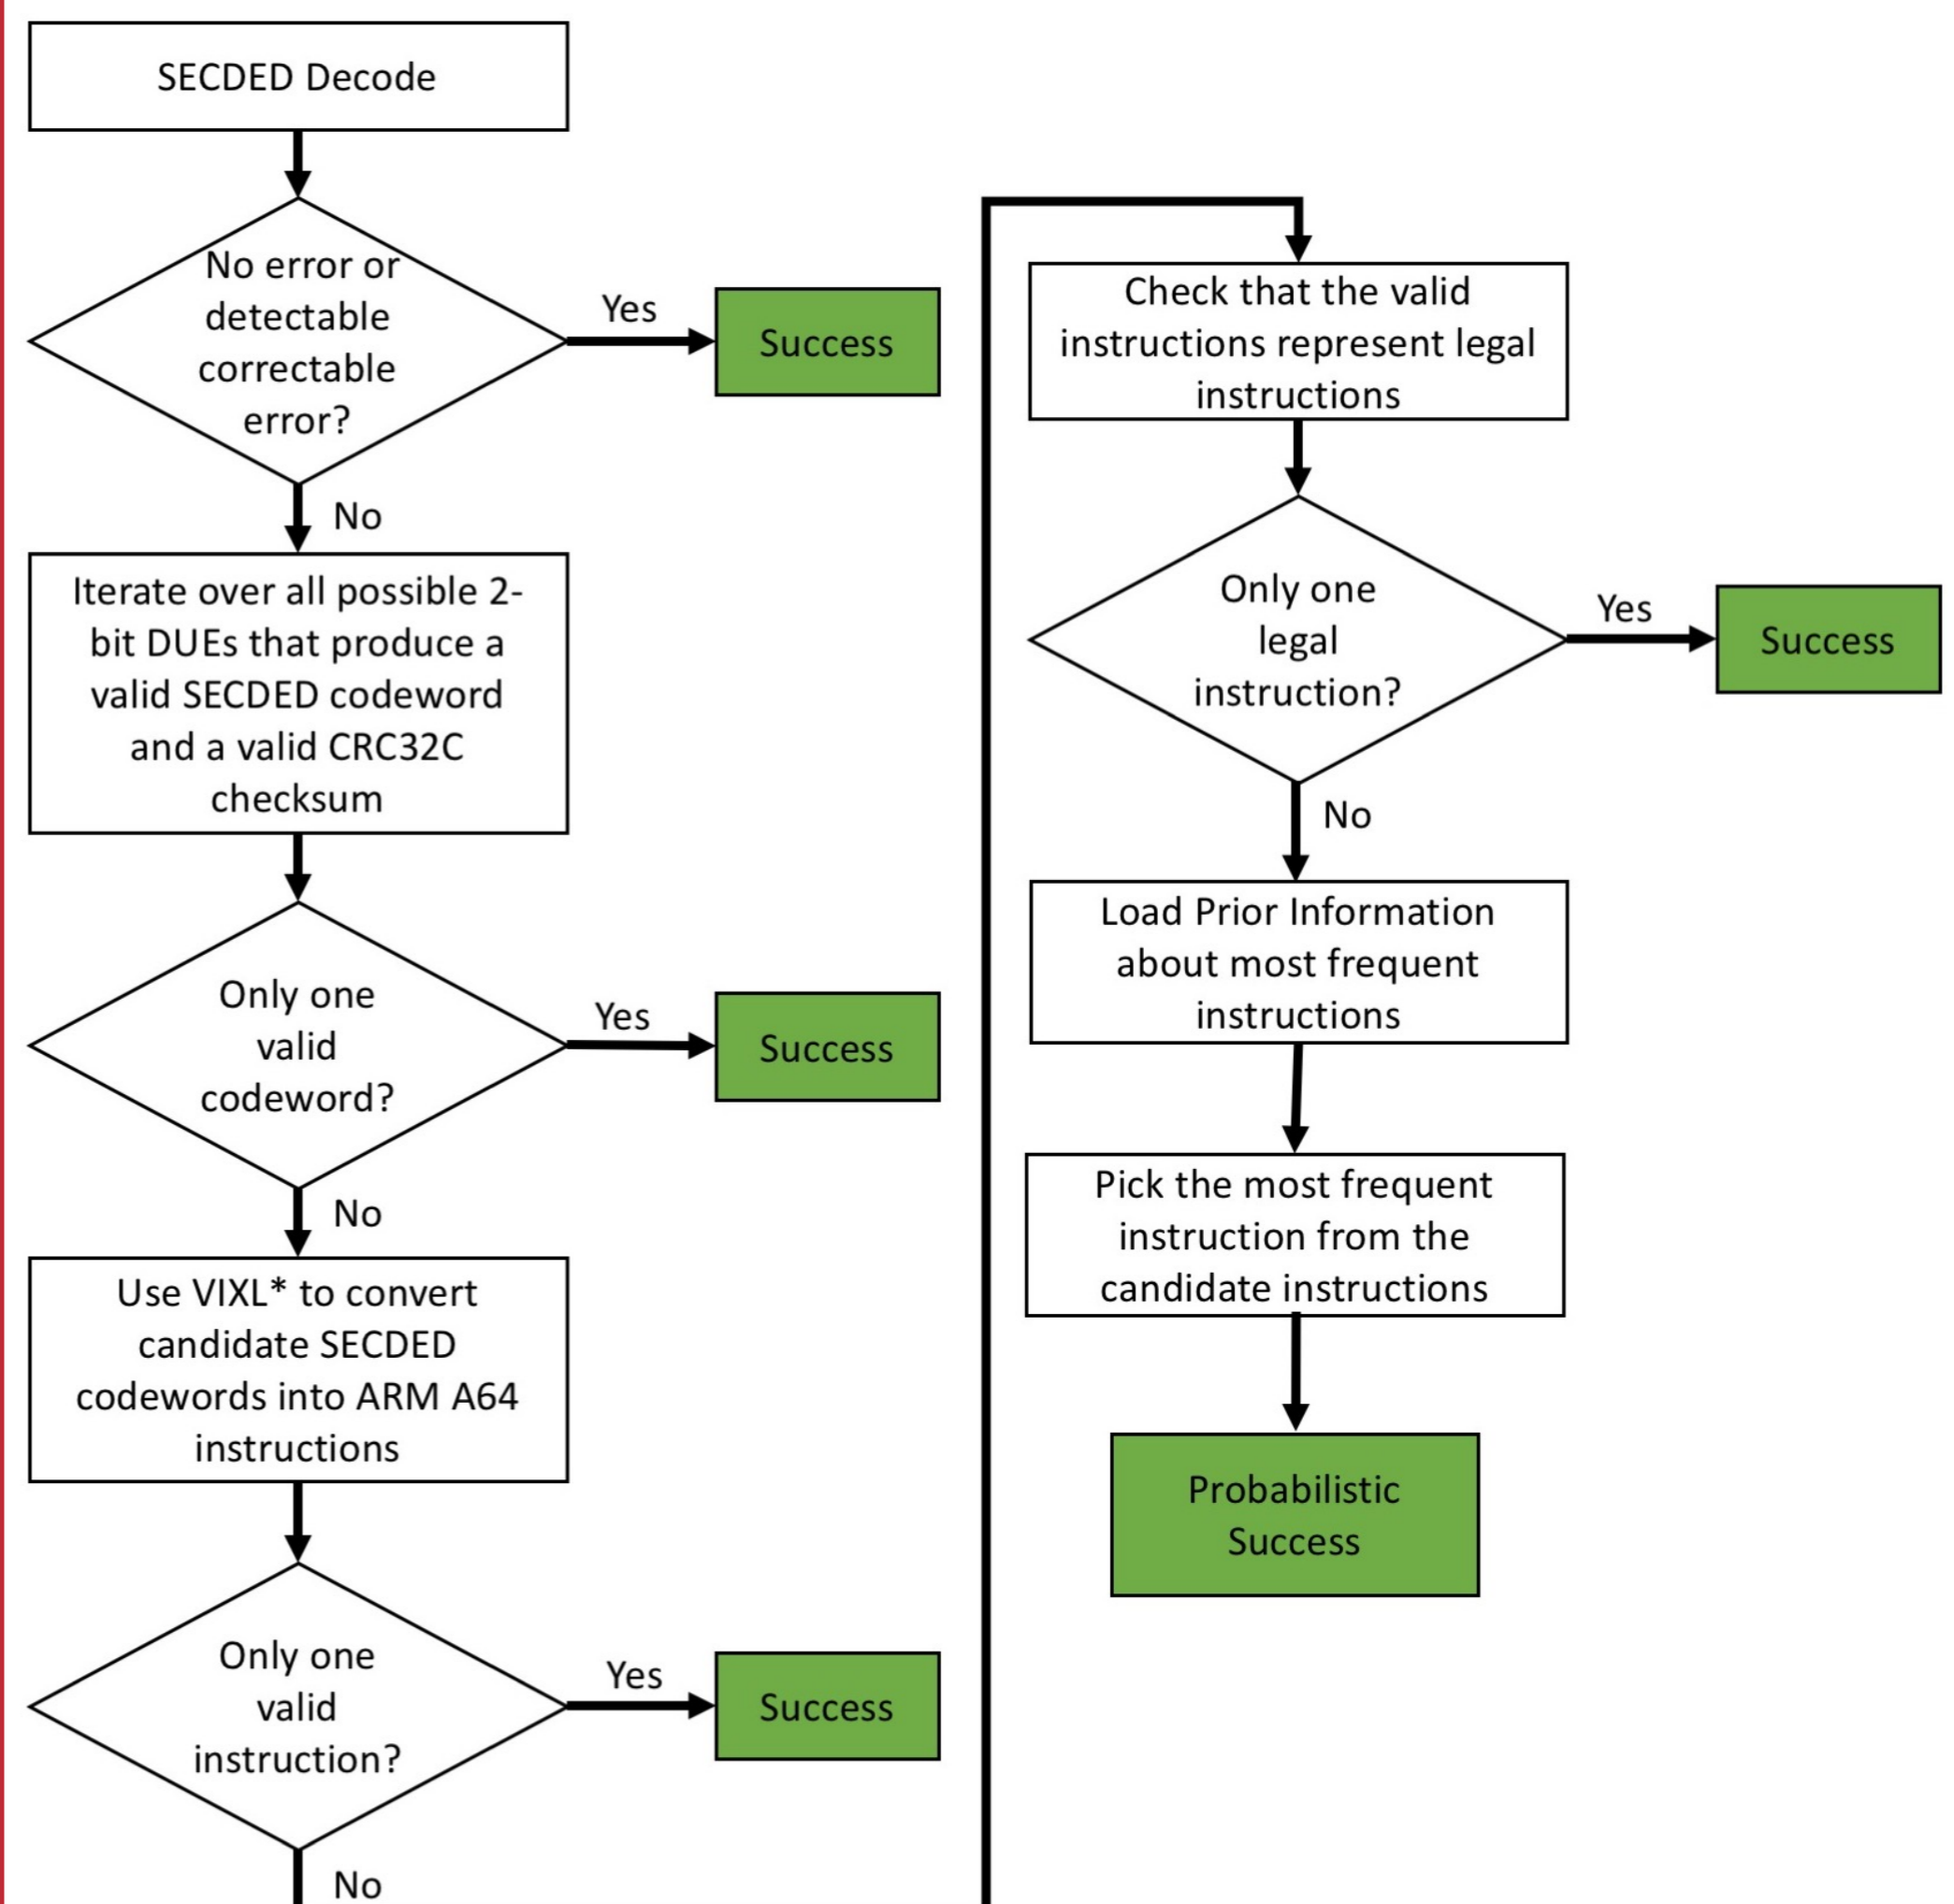 SECDED Decode
No error or
detectable
correctable
error?
Yes
Success
No
Iterate over all possible 2-
bit DUEs that produce a
valid SECDED codeword
and a valid CRC32C
checksum
Only one
valid
codeword?
Yes
Success
No
Use VIXL* to convert
candidate SECDED
codewords into ARM A64
instructions
Only one
valid
instruction?
Yes
Success
No
Check that the valid
instructions represent legal
instructions
Only one
legal
instruction?
Yes
Success
No
Load Prior Information
about most frequent
instructions
Pick the most frequent
instruction from the
candidate instructions
Probabilistic
Success